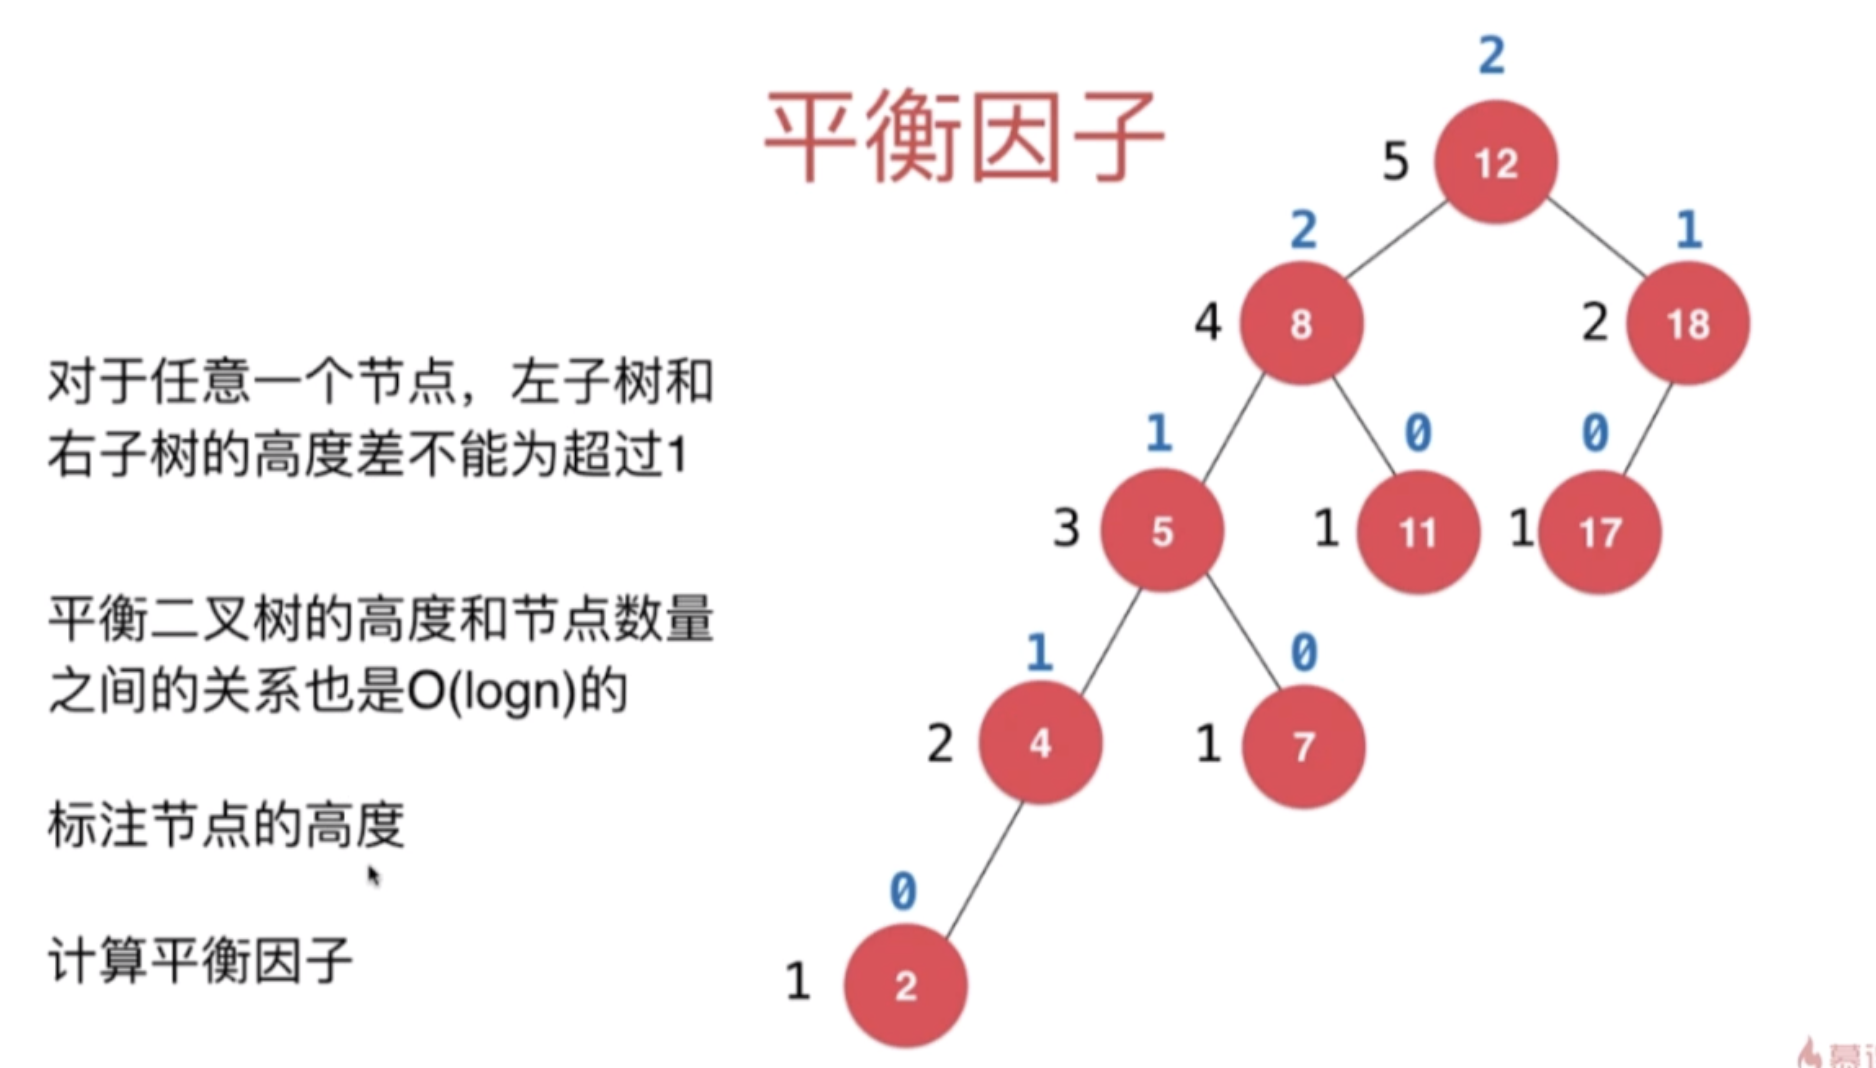 平衡因子
对于任意一个节点，左子树和
右子树的高度差不能为超过1
平衡二叉树的高度和节点数量
之间的关系也是O(logn)的
标注节点的高度
计算平衡因子
2
5 12
2 1
4 8 2 18
1 0 0
3 5 1 11 1 17
1 0
2 4 1 7
0
1 2